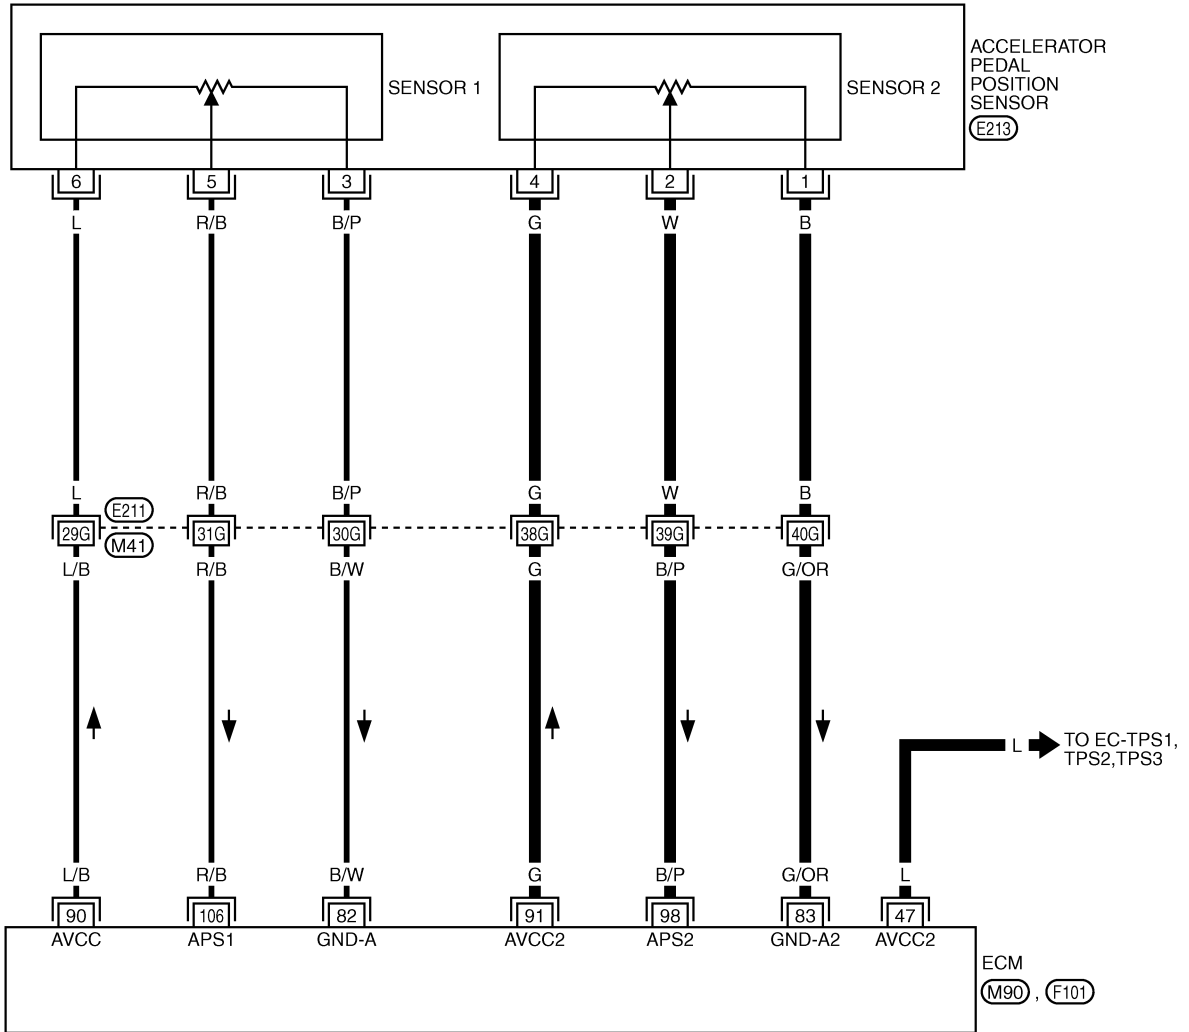 ACCELERATOR
PEDAL
POSITION
SENSOR
E213
SENSOR 1
SENSOR 2
6 5 3 4 2 1
L R/B B/P G W B
L R/B B/P G W B
E211
29G 31G 30G 38G 39G 40G
M41
L/B R/B B/W G B/P G/OR
L TO EC-TPS1,
TPS2,TPS3
L/B R/B B/W G B/P G/OR L
90 106 82 91 98 83 47
AVCC APS1 GND-A AVCC2 APS2 GND-A2 AVCC2
ECM
M90 , F101